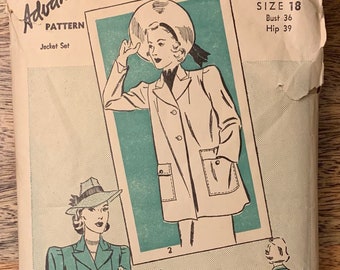 Advance
PATTERN
Jacket Set
SIZE 18
Bust 36
Hip 39
2